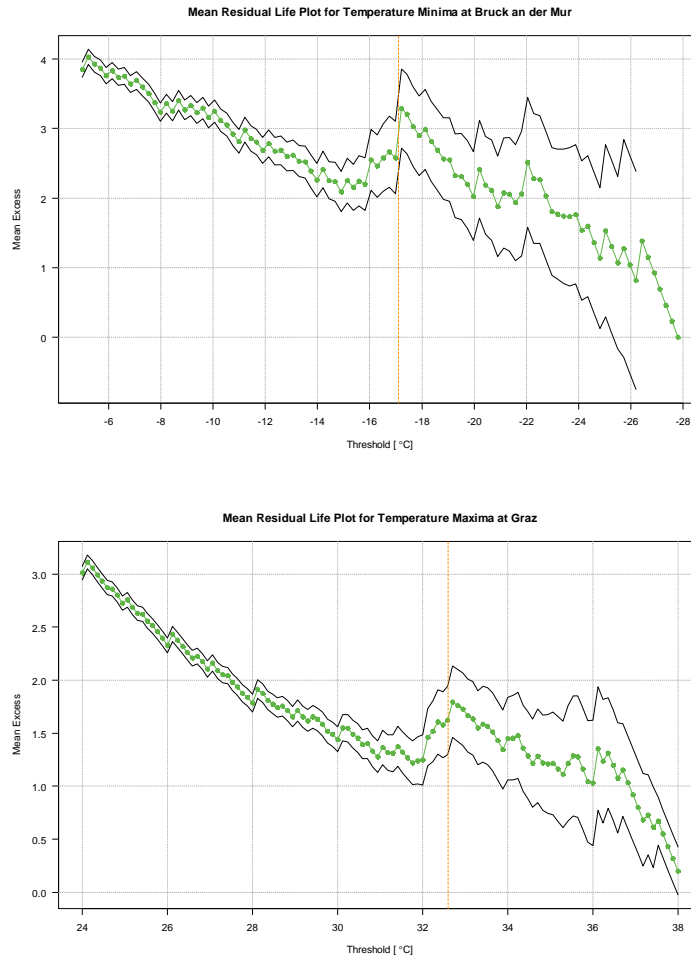 Mean Residual Life Plot for Temperature Minima at Bruck an der Mur
Mean Excess
4
3
2
1
0
-6 -8 -10 -12 -14 -16 -18 -20 -22 -24 -26 -28
Threshold [ °C]
Mean Residual Life Plot for Temperature Maxima at Graz
Mean Excess
3.0
2.5
2.0
1.5
1.0
0.5
0.0
24 26 28 30 32 34 36 38
Threshold [ °C]